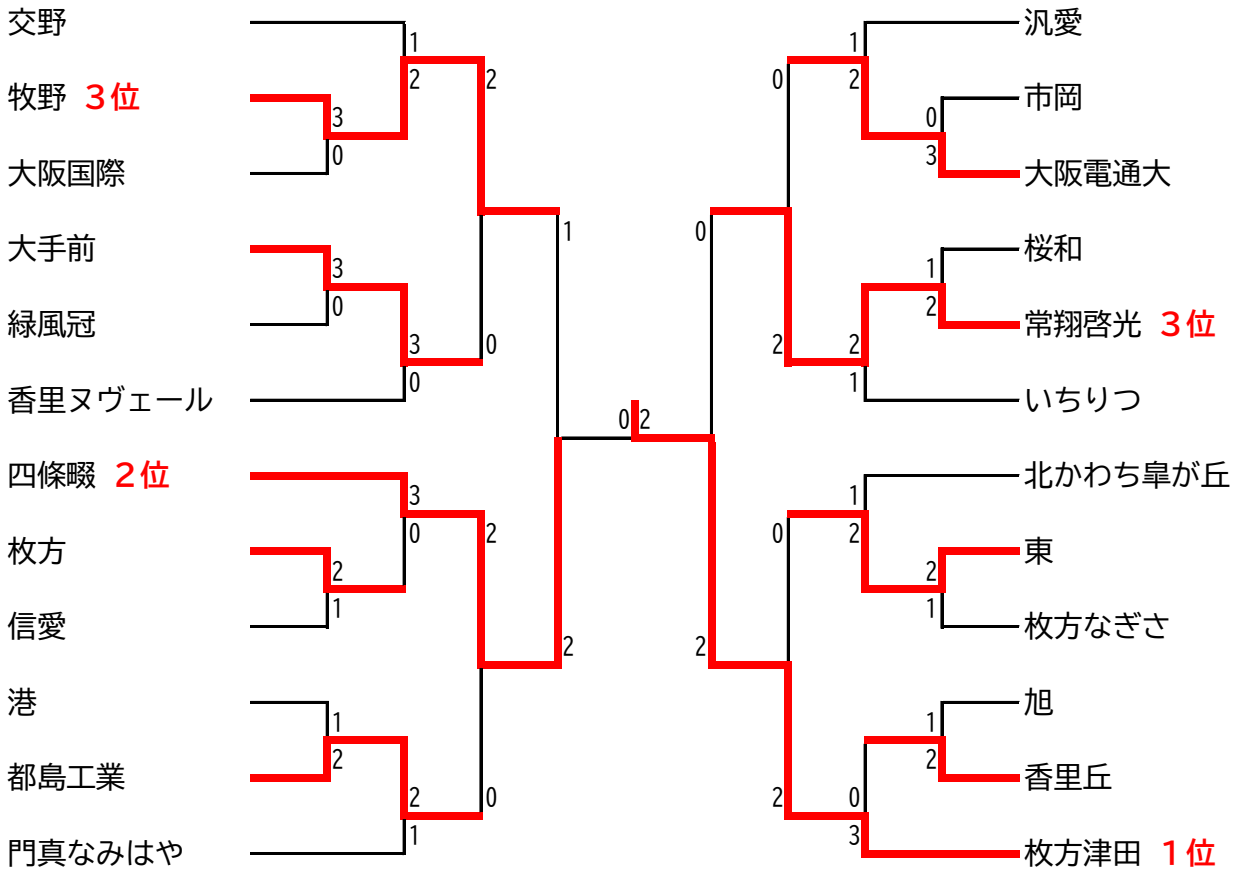 交野
1
2
2
牧野 3位
3
0
大阪国際
大手前
3
0
緑風冠
3
0
0
香里ヌヴェール
1
四條畷 2位
3
0
2
枚方
2
1
信愛
2
港
1
2
都島工業
2
1
0
門真なみはや
0 2
汎愛
1
2
0
市岡
0
3
大阪電通大
0
桜和
1
2
常翔啓光 3位
2
2
1
いちりつ
北かわち皐が丘
1
2
0
東
2
1
枚方なぎさ
2
旭
1
2
香里丘
2
0
3
枚方津田 1位